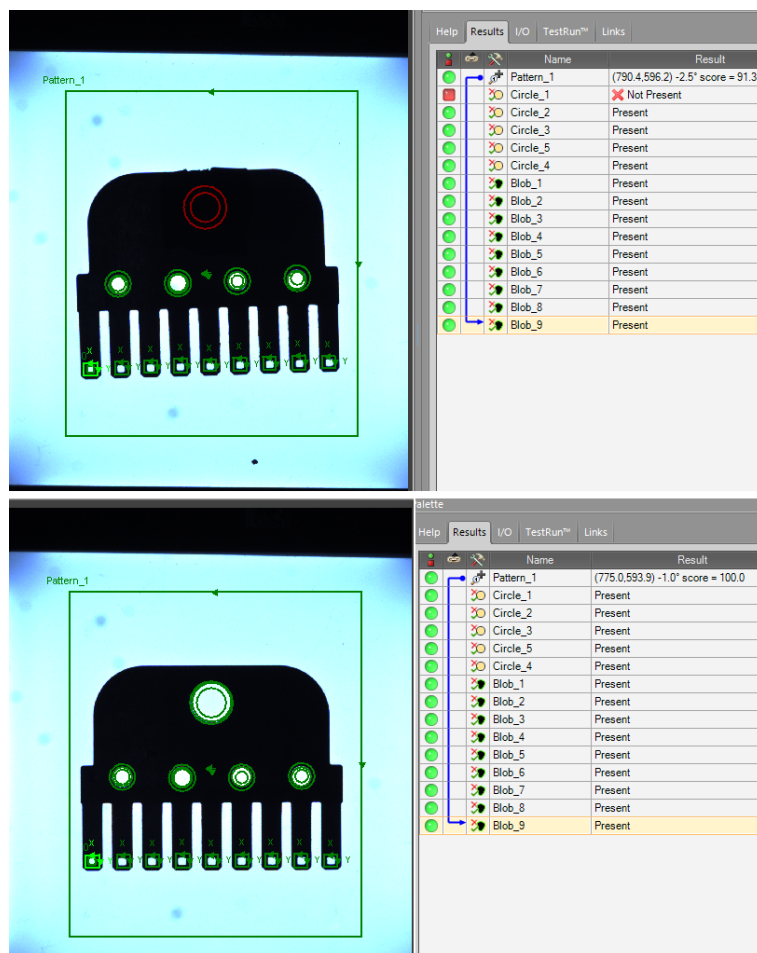 Help Results I/O TestRun™ Links
Name Result
Pattern_1
Pattern_1 (790.4,596.2) -2.5° score = 91.3
Circle_1 Not Present
Circle_2 Present
Circle_3 Present
Circle_5 Present
Circle_4 Present
Blob_1 Present
Blob_2 Present
Blob_3 Present
Blob_4 Present
Blob_5 Present
Blob_6 Present
Blob_7 Present
Blob_8 Present
Blob_9 Present
X X X X X X X X X
Y Y Y Y Y Y Y Y Y
alette
Help Results I/O TestRun™ Links
Name Result
Pattern_1
Pattern_1 (775.0,593.9) -1.0° score = 100.0
Circle_1 Present
Circle_2 Present
Circle_3 Present
Circle_5 Present
Circle_4 Present
Blob_1 Present
Blob_2 Present
Blob_3 Present
Blob_4 Present
Blob_5 Present
Blob_6 Present
Blob_7 Present
Blob_8 Present
Blob_9 Present
X X X X X X X X X
Y Y Y Y Y Y Y Y Y